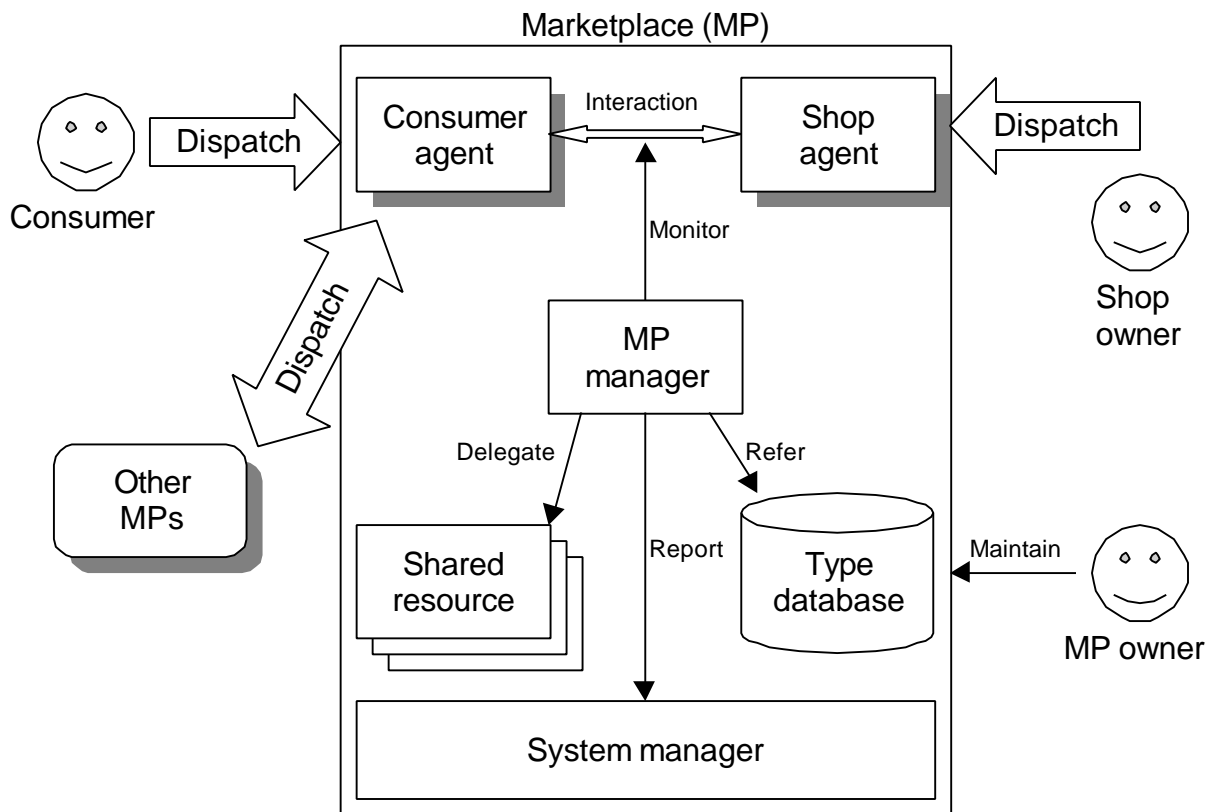 Marketplace (MP)
Consumer
agent
Interaction
Shop
agent
Dispatch
Dispatch
Consumer
Monitor
Shop
owner
Dispatch
MP
manager
Delegate
Refer
Other
MPs
Shared
resource
Report
Type
database
Maintain
MP owner
System manager